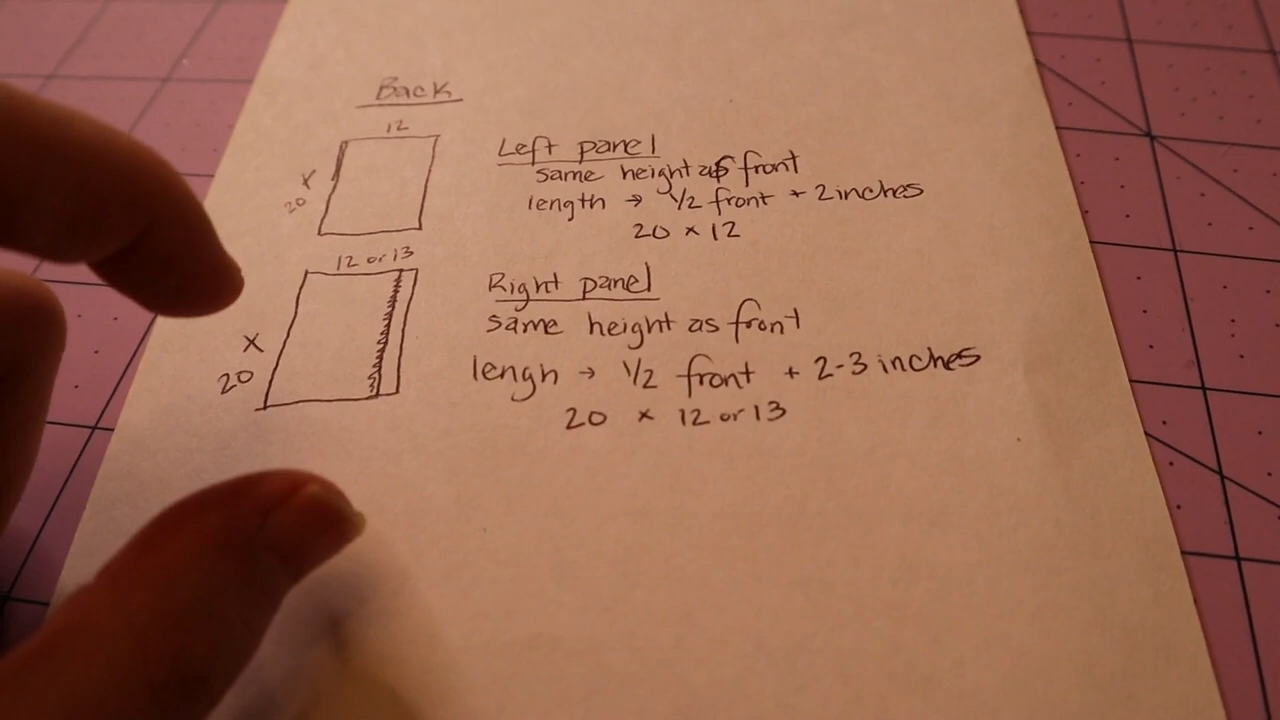 Back
12
x
20
Left panel
same height as front
length → 1/2 front + 2 inches
20 x 12
12 or 13
x
20
Right panel
same height as front
lengh → 1/2 front + 2-3 inches
20 x 12 or 13